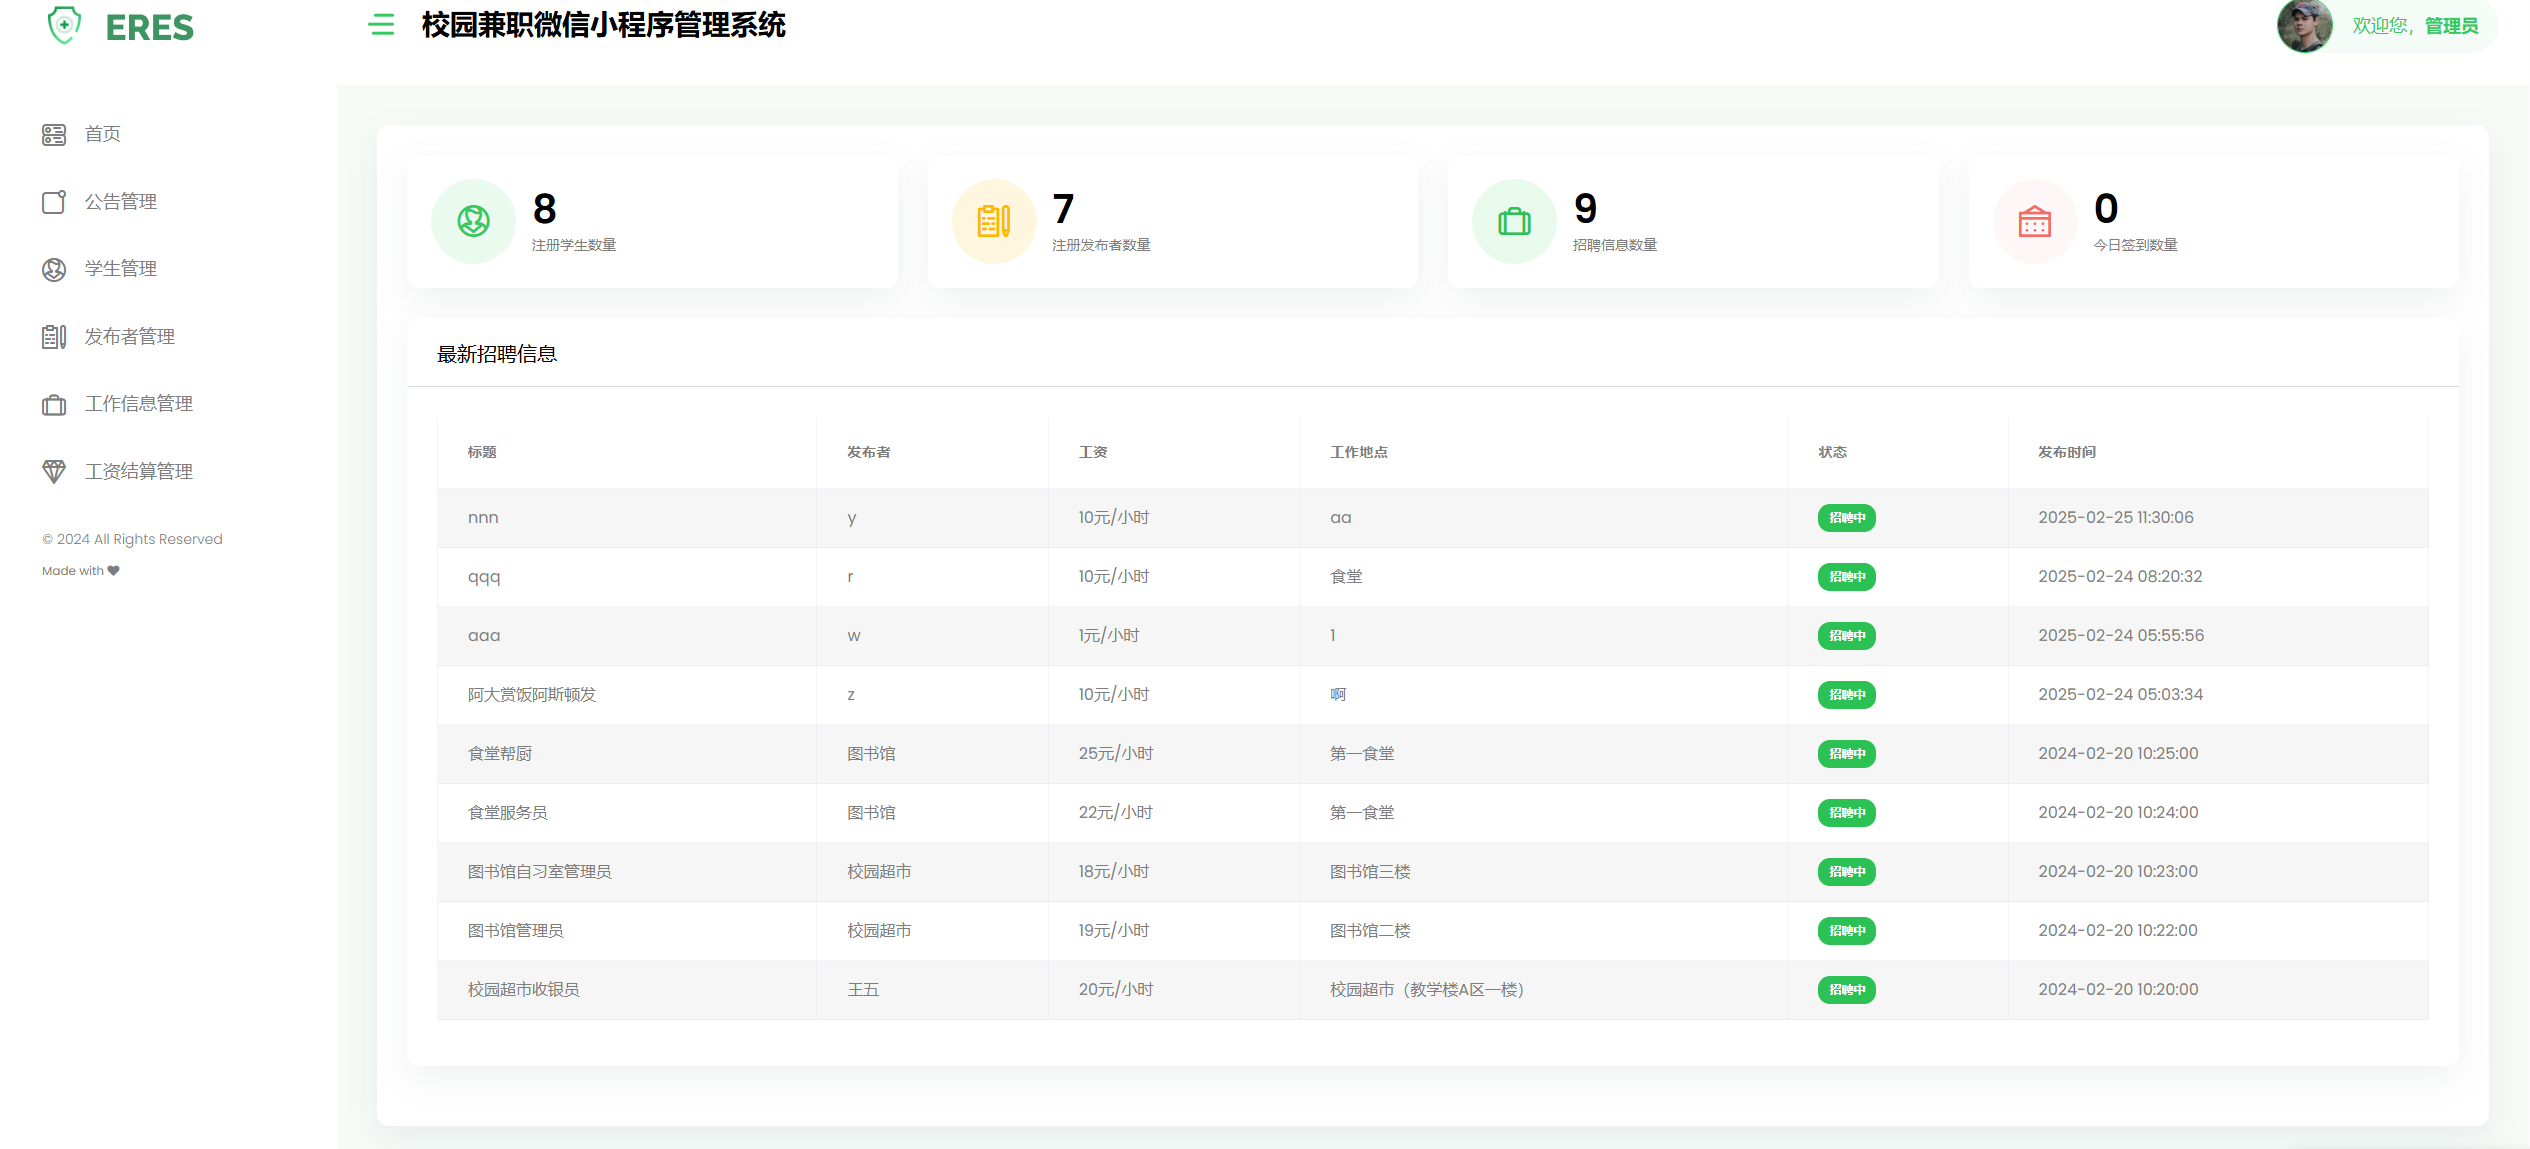 ERES
校园兼职微信小程序管理系统
欢迎您，管理员
首页
公告管理
学生管理
发布者管理
工作信息管理
工资结算管理
© 2024 All Rights Reserved
Made with ♥
8
注册学生数量
7
注册发布者数量
9
招聘信息数量
0
今日签到数量
最新招聘信息
标题 发布者 工资 工作地点 状态 发布时间
nnn y 10元/小时 aa 招聘中 2025-02-25 11:30:06
qqq r 10元/小时 食堂 招聘中 2025-02-24 08:20:32
aaa w 1元/小时 1 招聘中 2025-02-24 05:55:56
阿大赏饭阿斯顿发 z 10元/小时 啊 招聘中 2025-02-24 05:03:34
食堂帮厨 图书馆 25元/小时 第一食堂 招聘中 2024-02-20 10:25:00
食堂服务员 图书馆 22元/小时 第一食堂 招聘中 2024-02-20 10:24:00
图书馆自习室管理员 校园超市 18元/小时 图书馆三楼 招聘中 2024-02-20 10:23:00
图书馆管理员 校园超市 19元/小时 图书馆二楼 招聘中 2024-02-20 10:22:00
校园超市收银员 王五 20元/小时 校园超市（教学楼A区一楼） 招聘中 2024-02-20 10:20:00